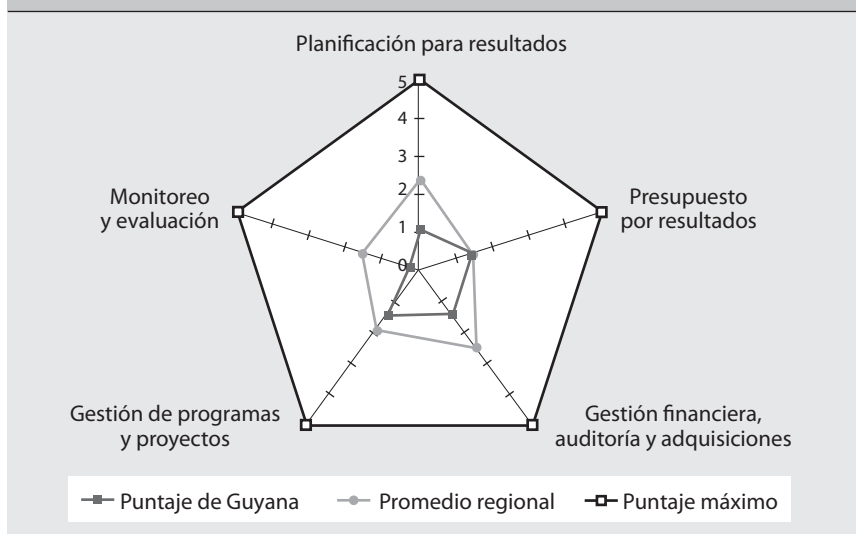 Planificación para resultados
5
4
3
2
1
0
Monitoreo
y evaluación
Presupuesto
por resultados
Gestión de programas
y proyectos
Gestión financiera,
auditoría y adquisiciones
Puntaje de Guyana
Promedio regional
Puntaje máximo